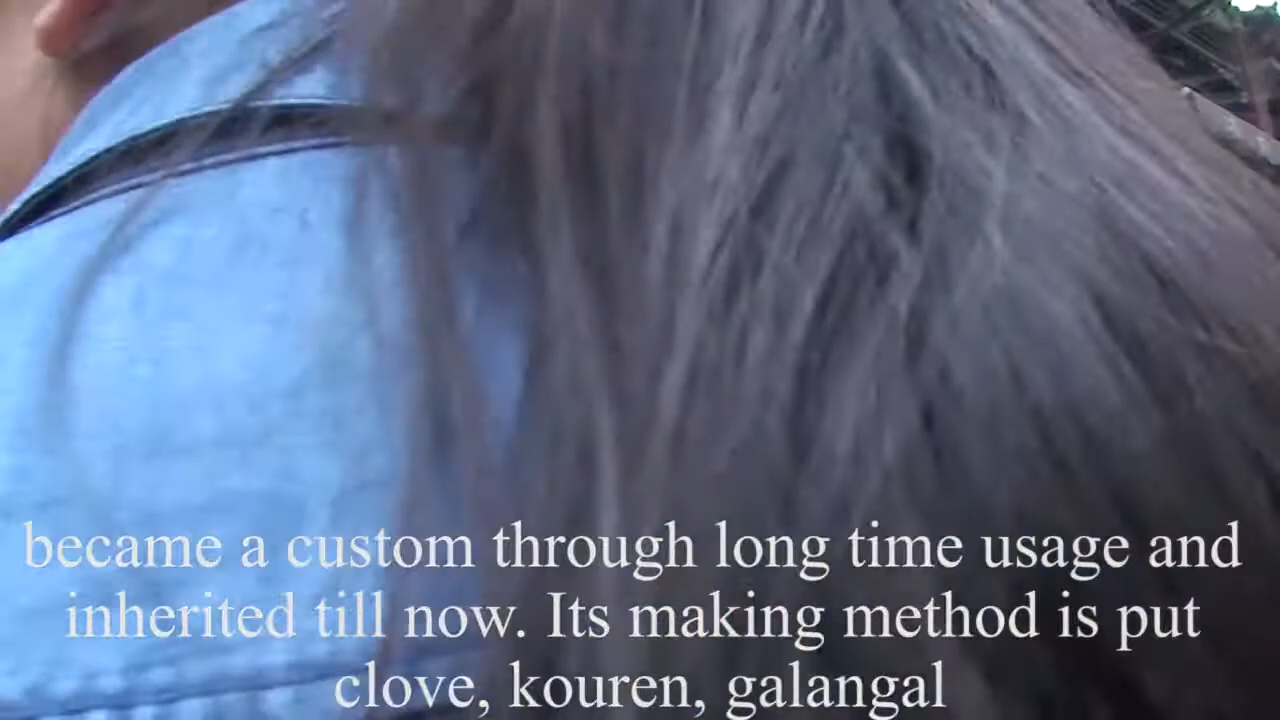 became a custom through long time usage and
inherited till now. Its making method is put
clove, kouren, galangal